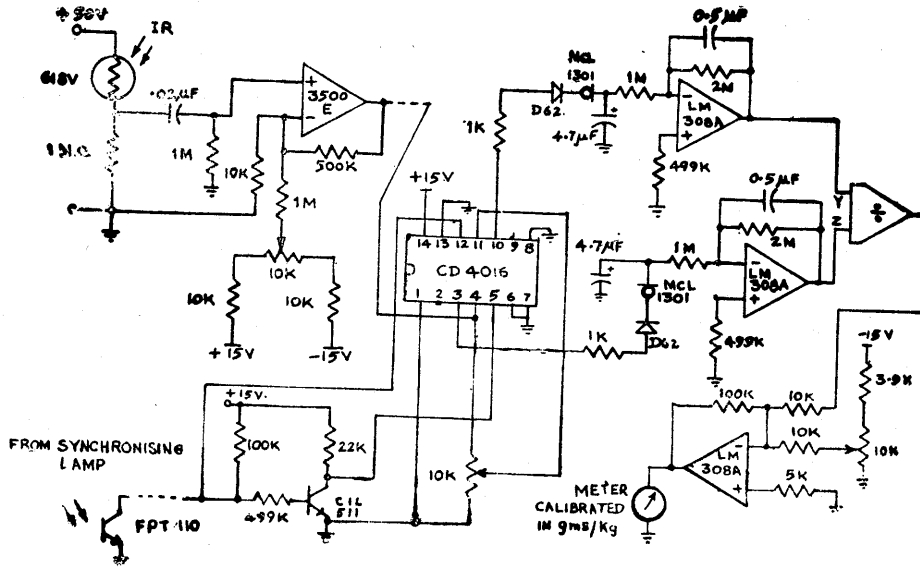 IR
618V
.02µF
3500
E
1M
10K
500K
1M
10K
10K
10K
+15V
-15V
+15V
14 13 12 11 10 9 8
CD 4016
1 2 3 4 5 6 7
1K
D62
MCL
1301
4.7µF
1M
0.5µF
2M
LM
308A
499K
Y
Z
÷
4.7µF
1M
0.5µF
2M
LM
308A
499K
MCL
1301
D62
1K
+15V.
100K
22K
FROM SYNCHRONISING
LAMP
FPT 110
499K
CIL
511
10K
-15V
3.9K
10K
100K
10K
10K
LM
308A
5K
METER
CALIBRATED
IN gms/Kg